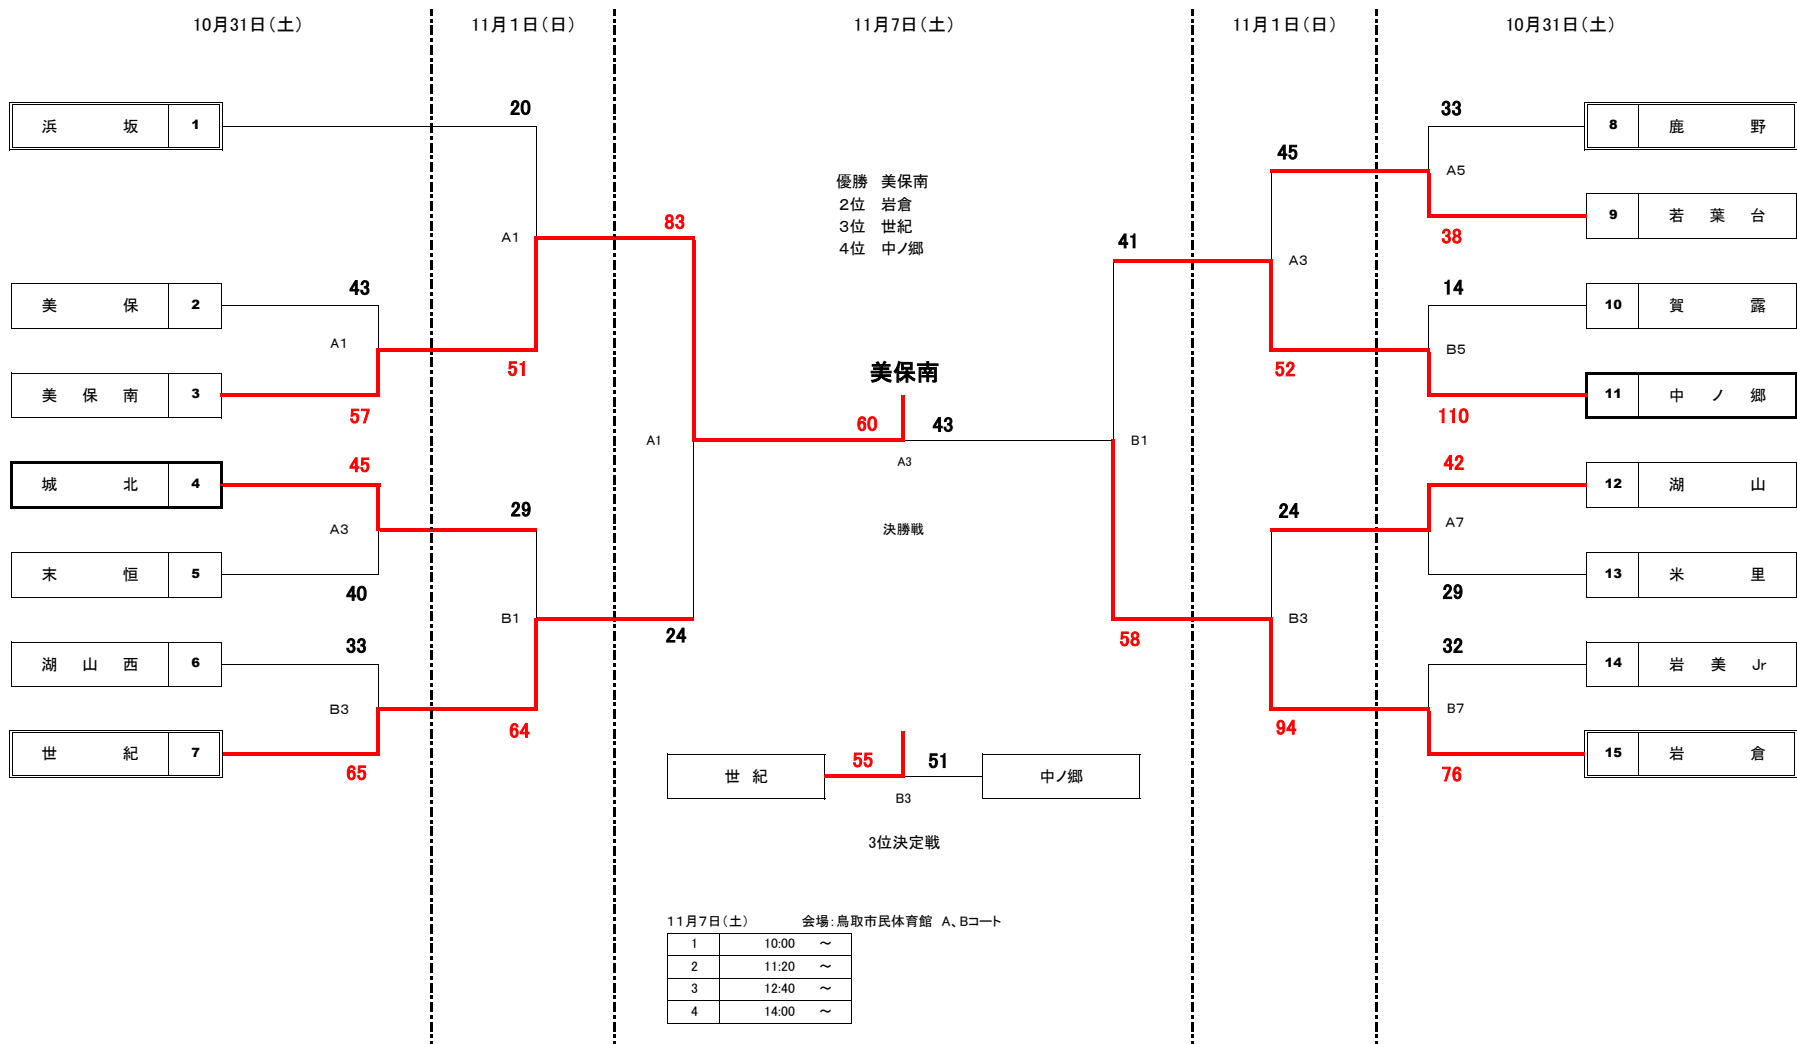 10月31日（土）
11月１日（日）
11月7日（土）
11月１日（日）
10月31日（土）
浜 坂 1
20
33
8 鹿 野
45
A5
優勝 美保南
２位 岩倉
３位 世紀
４位 中ノ郷
9 若 葉 台
38
83
41
A1
A3
美 保 2
43
14
10 賀 露
A1
B5
51
52
美保南
美 保 南 3
57
11 中 ノ 郷
110
60
43
A1
A3
B1
城 北 4
45
42
12 湖 山
29
24
A3
A7
決勝戦
末 恒 5
40
13 米 里
29
B1
B3
24
58
湖 山 西 6
33
32
14 岩 美 Jr
B3
B7
64
94
世 紀 7
65
15 岩 倉
76
世 紀
55
51
中ノ郷
B3
3位決定戦
11月７日（土） 会場：鳥取市民体育館 A、Bコート
1 10:00 ～
2 11:20 ～
3 12:40 ～
4 14:00 ～